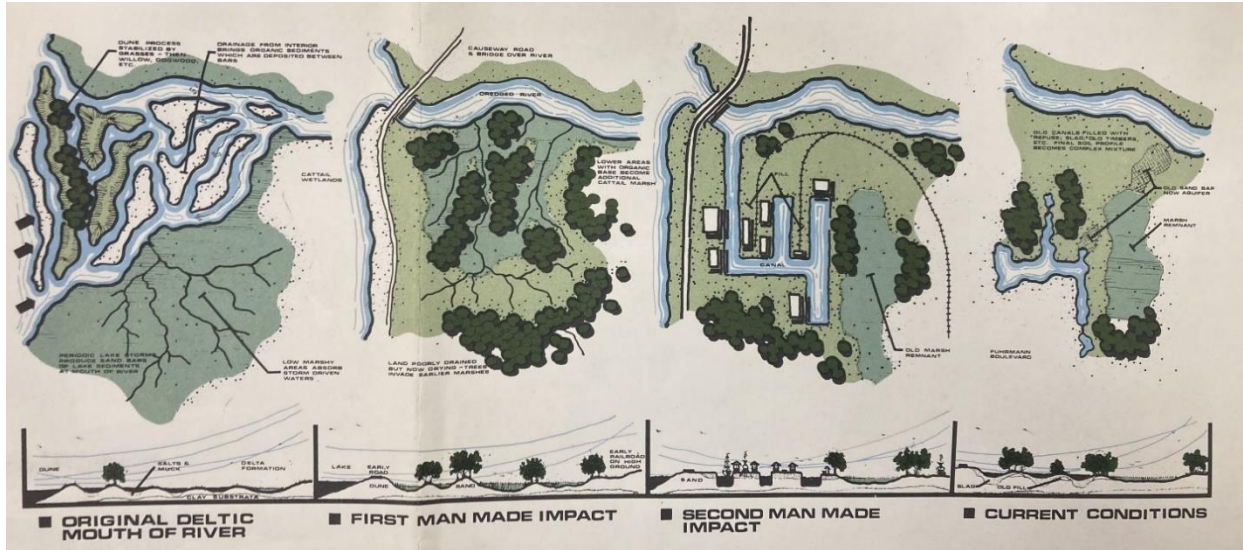 DUNE PROCESS
STABILIZED BY
GRASSES - THEN
WILLOW, DOGWOOD,
ETC.
DRAINAGE FROM INTERIOR
BRINGS ORGANIC SEDIMENTS
WHICH ARE DEPOSITED BETWEEN
BARS
CATTAIL
WETLANDS
PERIODIC LAKE STORMS
PRODUCE SAND BARS
OF LAKE SEDIMENTS
AT MOUTH OF RIVER
LOW MARSHY
AREAS ABSORB
STORM DRIVEN
WATERS
CAUSEWAY ROAD
& BRIDGE OVER RIVER
DREDGED RIVER
LOWER AREAS
WITH ORGANIC
BASE BECOME
ADDITIONAL
CATTAIL MARSH
LAND POORLY DRAINED
BUT NOW DRYING - TREES
INVADE EARLIER MARSHES
FILL
CANAL
OLD MARSH
REMNANT
OLD CANALS FILLED WITH
REFUSE; SLAG, OLD TIMBERS,
ETC. FINAL SOIL PROFILE
BECOMES COMPLEX MIXTURE
OLD SAND BAR
NOW AQUIFER
MARSH
REMNANT
FUHRMANN
BOULEVARD
DUNE
SALTS &
MUCK
DELTA
FORMATION
CLAY SUBSTRATA
LAKE
EARLY
ROAD
DUNE
SAND
EARLY
RAILROAD
ON HIGH
GROUND
SAND
SLAG
OLD FILL
ORIGINAL DELTIC
MOUTH OF RIVER
FIRST MAN MADE IMPACT
SECOND MAN MADE
IMPACT
CURRENT CONDITIONS